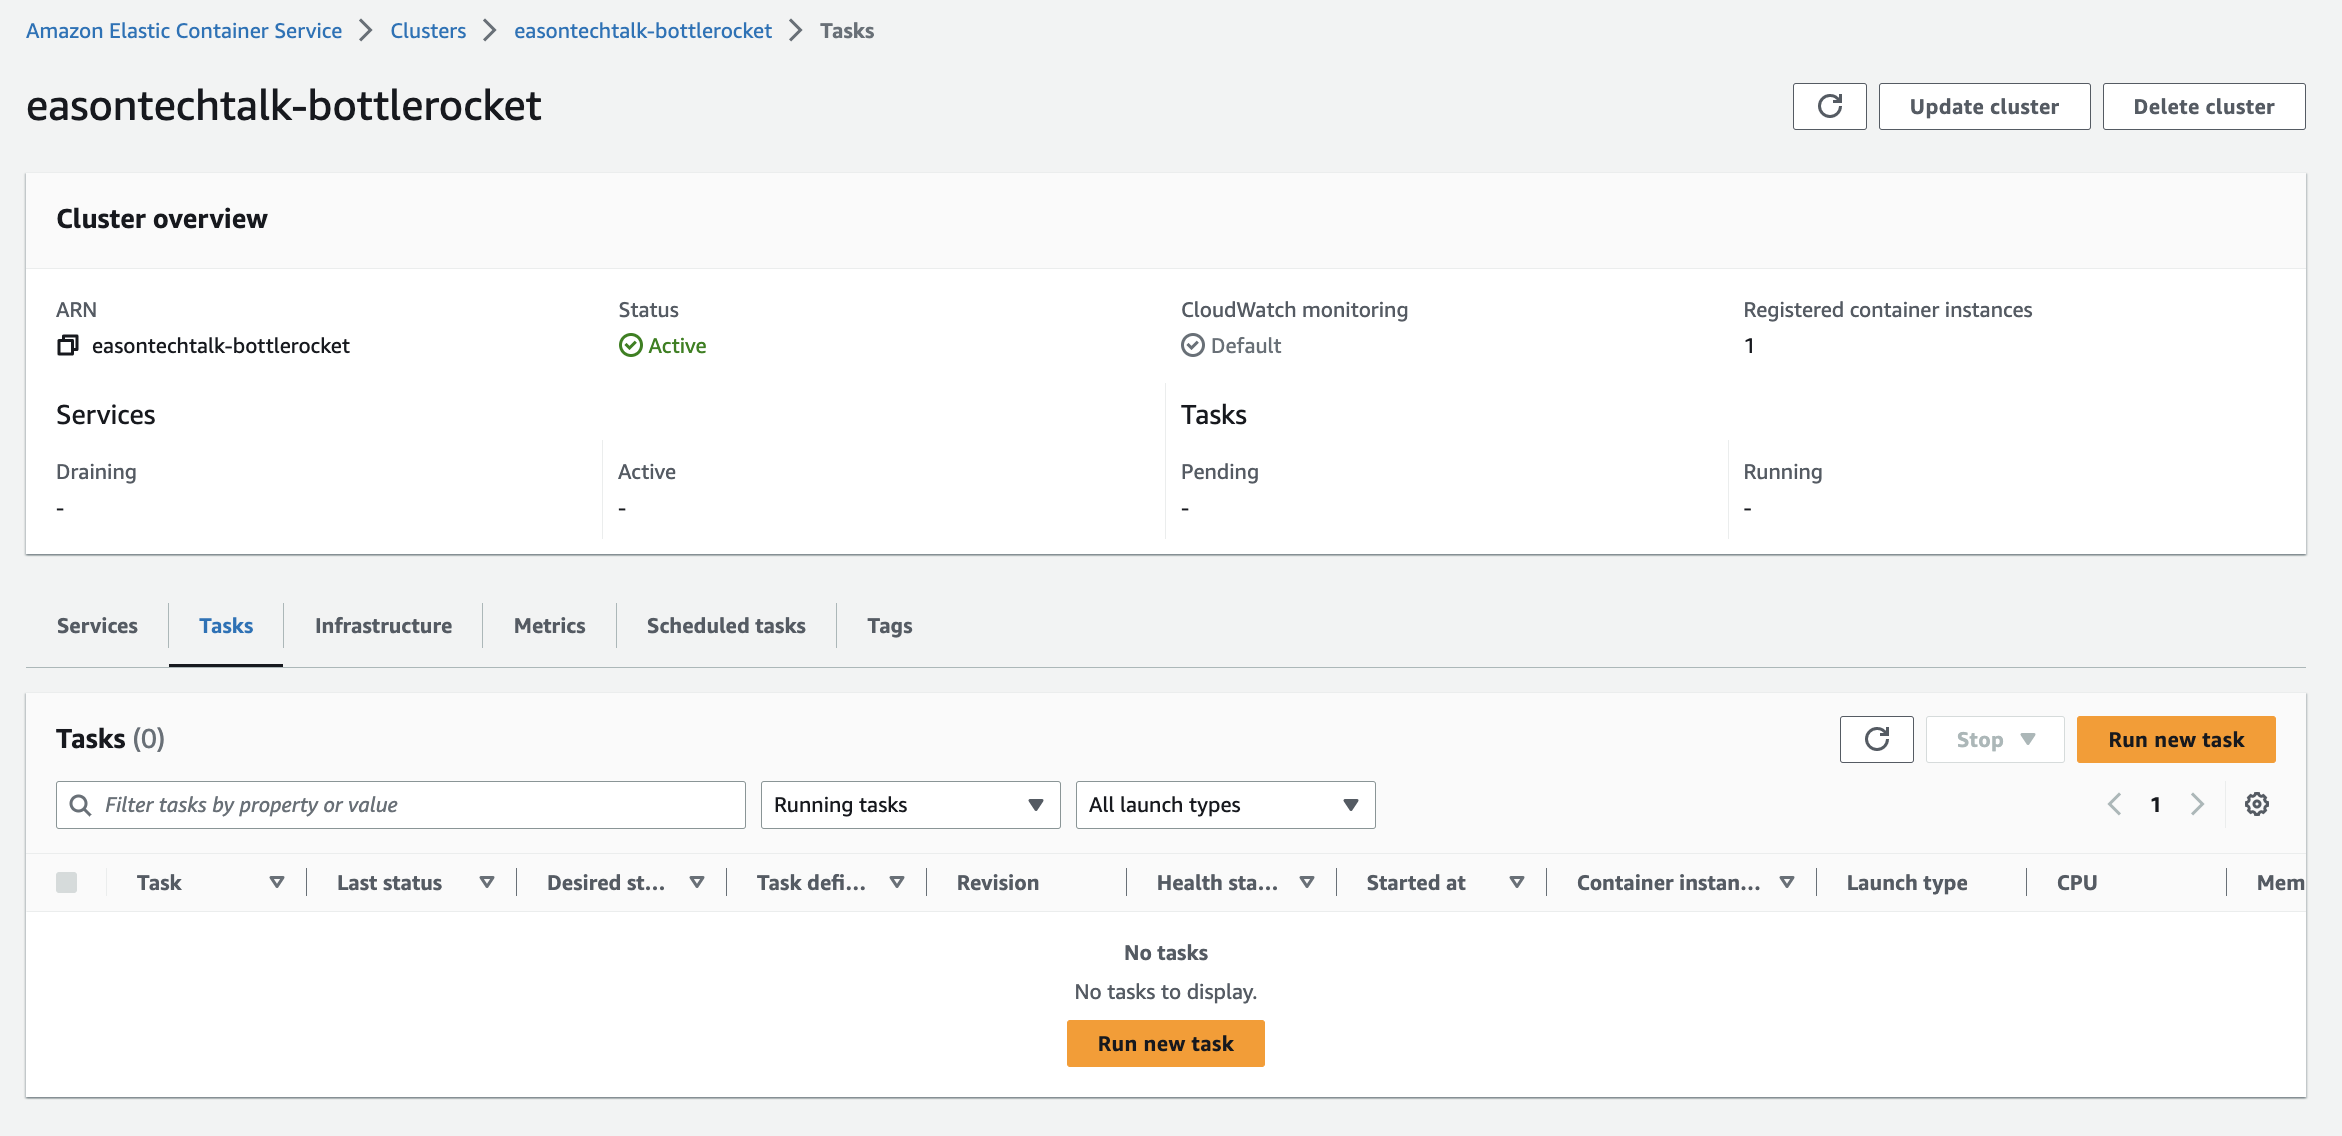 Amazon Elastic Container Service > Clusters > easontechtalk-bottlerocket > Tasks
easontechtalk-bottlerocket
Update cluster
Delete cluster
Cluster overview
ARN
easontechtalk-bottlerocket
Status
Active
CloudWatch monitoring
Default
Registered container instances
1
Services
Draining
-
Active
-
Tasks
Pending
-
Running
-
Services Tasks Infrastructure Metrics Scheduled tasks Tags
Tasks (0)
Stop
Run new task
Filter tasks by property or value
Running tasks
All launch types
1
Task Last status Desired st... Task defi... Revision Health sta... Started at Container instan... Launch type CPU Mem
No tasks
No tasks to display.
Run new task